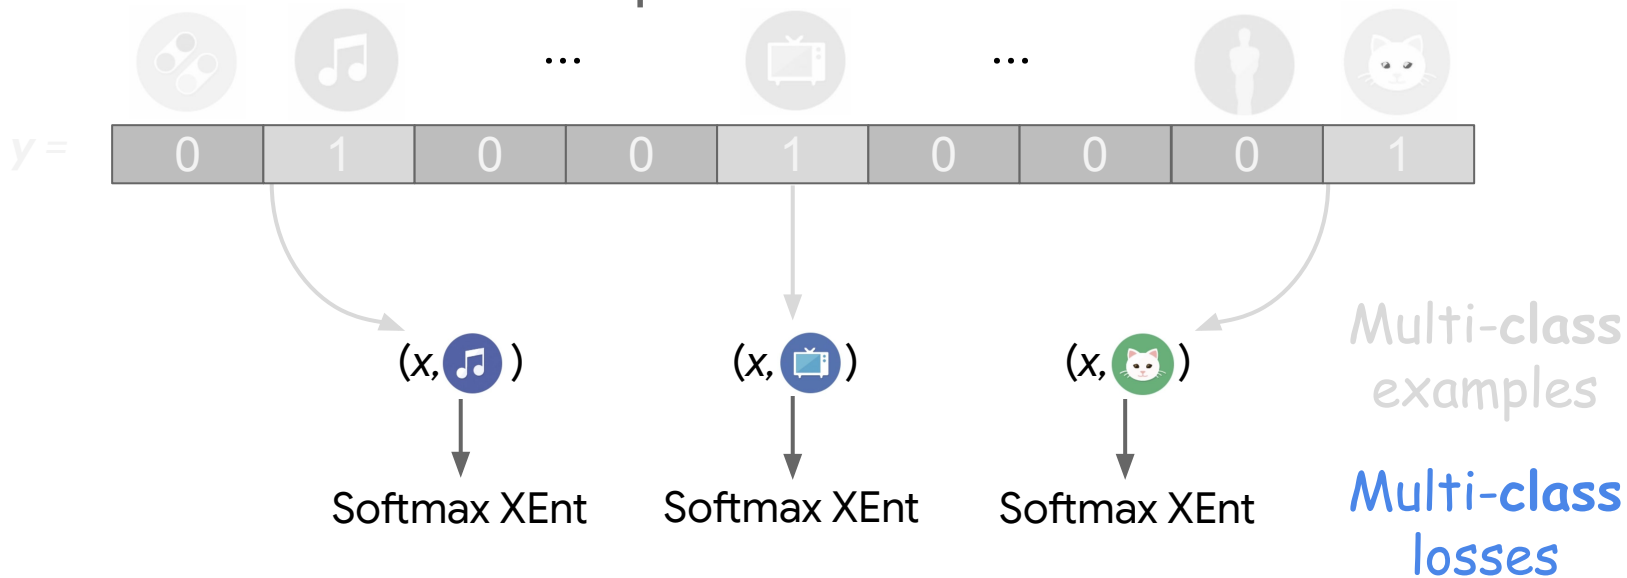 ... ...
y = 0 1 0 0 1 0 0 0 1
(x, ) (x, ) (x, )
Multi-class
examples
Softmax XEnt Softmax XEnt Softmax XEnt
Multi-class
losses